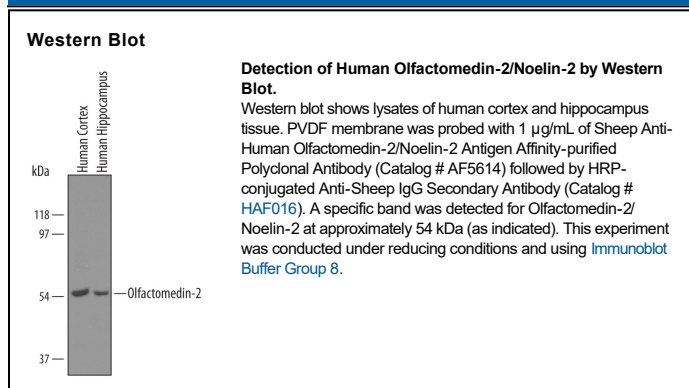 Western Blot
Human Cortex
Human Hippocampus
kDa
118
97
54
Olfactomedin-2
37
Detection of Human Olfactomedin-2/Noelin-2 by Western
Blot.
Western blot shows lysates of human cortex and hippocampus
tissue. PVDF membrane was probed with 1 µg/mL of Sheep Anti-
Human Olfactomedin-2/Noelin-2 Antigen Affinity-purified
Polyclonal Antibody (Catalog # AF5614) followed by HRP-
conjugated Anti-Sheep IgG Secondary Antibody (Catalog #
HAF016). A specific band was detected for Olfactomedin-2/
Noelin-2 at approximately 54 kDa (as indicated). This experiment
was conducted under reducing conditions and using Immunoblot
Buffer Group 8.